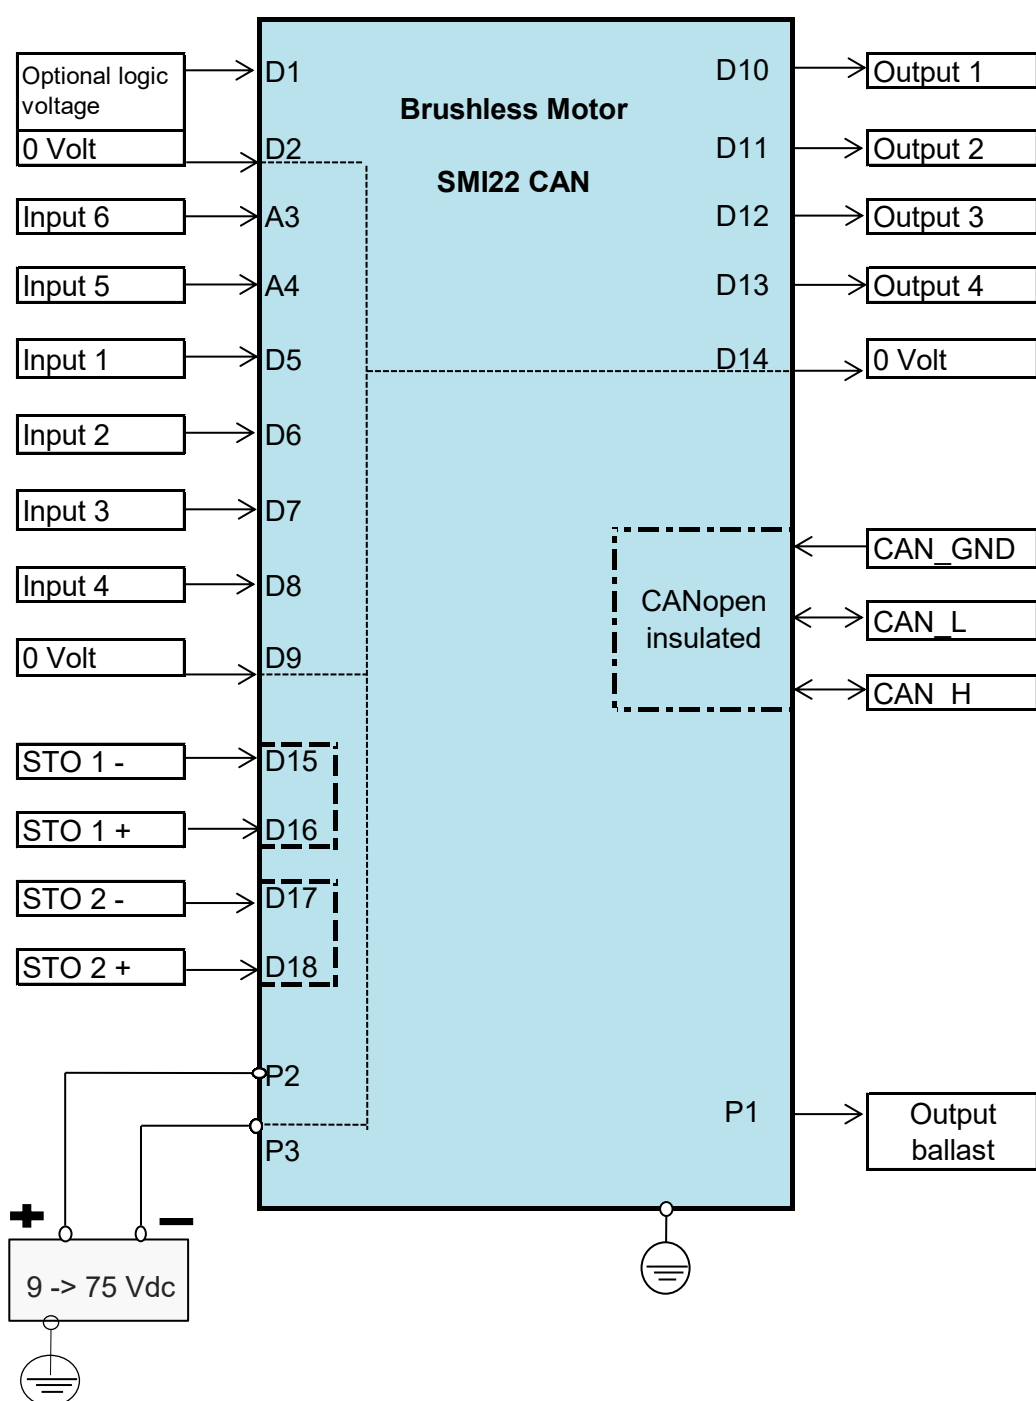 Brushless Motor
SMI22 CAN
Optional logic
voltage
0 Volt
Input 6
Input 5
Input 1
Input 2
Input 3
Input 4
0 Volt
STO 1 -
STO 1 +
STO 2 -
STO 2 +
D1
D2
A3
A4
D5
D6
D7
D8
D9
D15
D16
D17
D18
P2
P3
9 -> 75 Vdc
D10
D11
D12
D13
D14
CANopen
insulated
P1
Output 1
Output 2
Output 3
Output 4
0 Volt
CAN_GND
CAN_L
CAN_H
Output
ballast